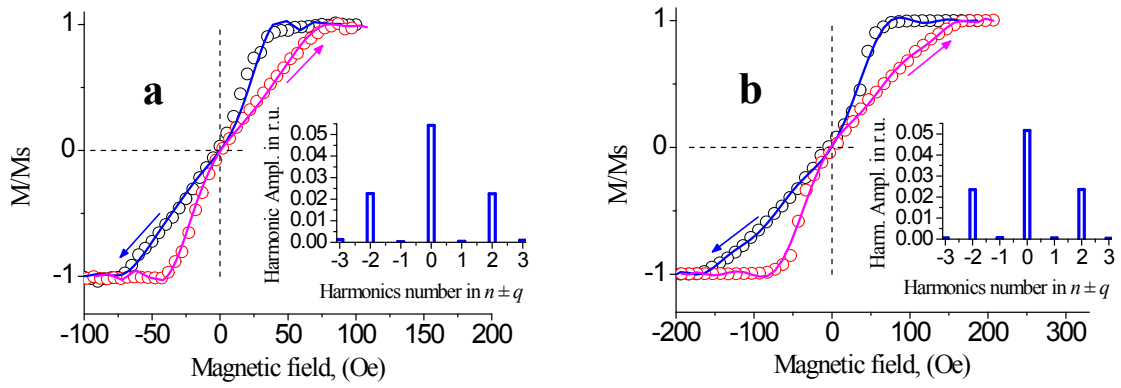 a
M/Ms
1
0
-1
-100
-50
0
50
100
150
200
Magnetic field, (Oe)
Harmonic Ampl. in r.u.
0.05
0.04
0.03
0.02
0.01
0.00
-3 -2 -1 0 1 2 3
Harmonics number in n ± q
b
M/Ms
1
0
-1
-200
-100
0
100
200
300
Magnetic field, (Oe)
Harm. Ampl. in r.u.
0.05
0.04
0.03
0.02
0.01
0.00
-3 -2 -1 0 1 2 3
Harmonics number in n ± q